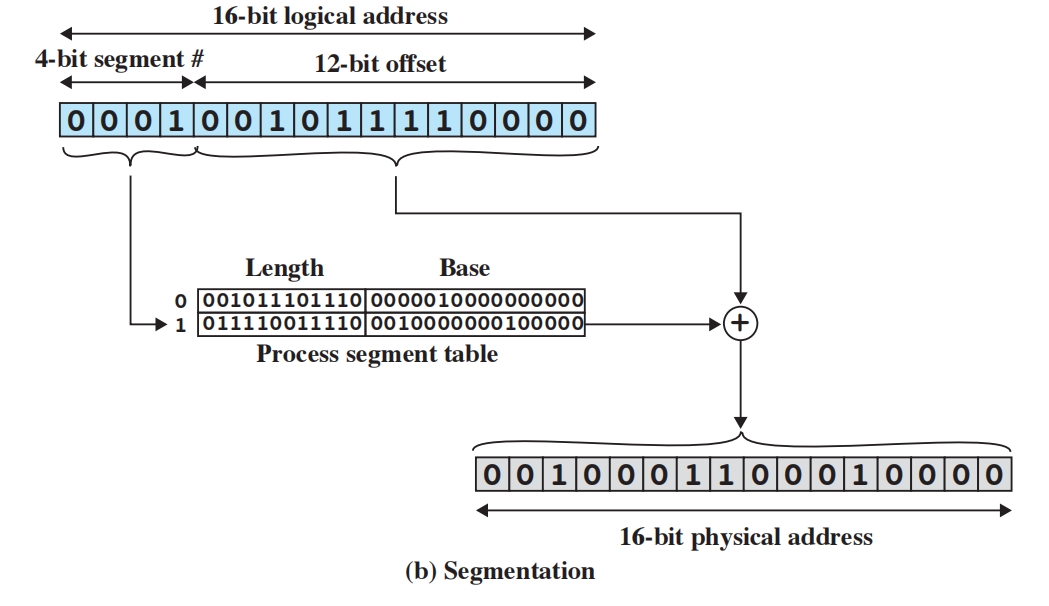 16-bit logical address
4-bit segment # 12-bit offset
0 0 0 1 0 0 1 0 1 1 1 1 0 0 0 0
Length Base
0 001011101110 0000010000000000
1 011110011110 0010000000100000
+
Process segment table
0 0 1 0 0 0 1 1 0 0 0 1 0 0 0 0
16-bit physical address
(b) Segmentation